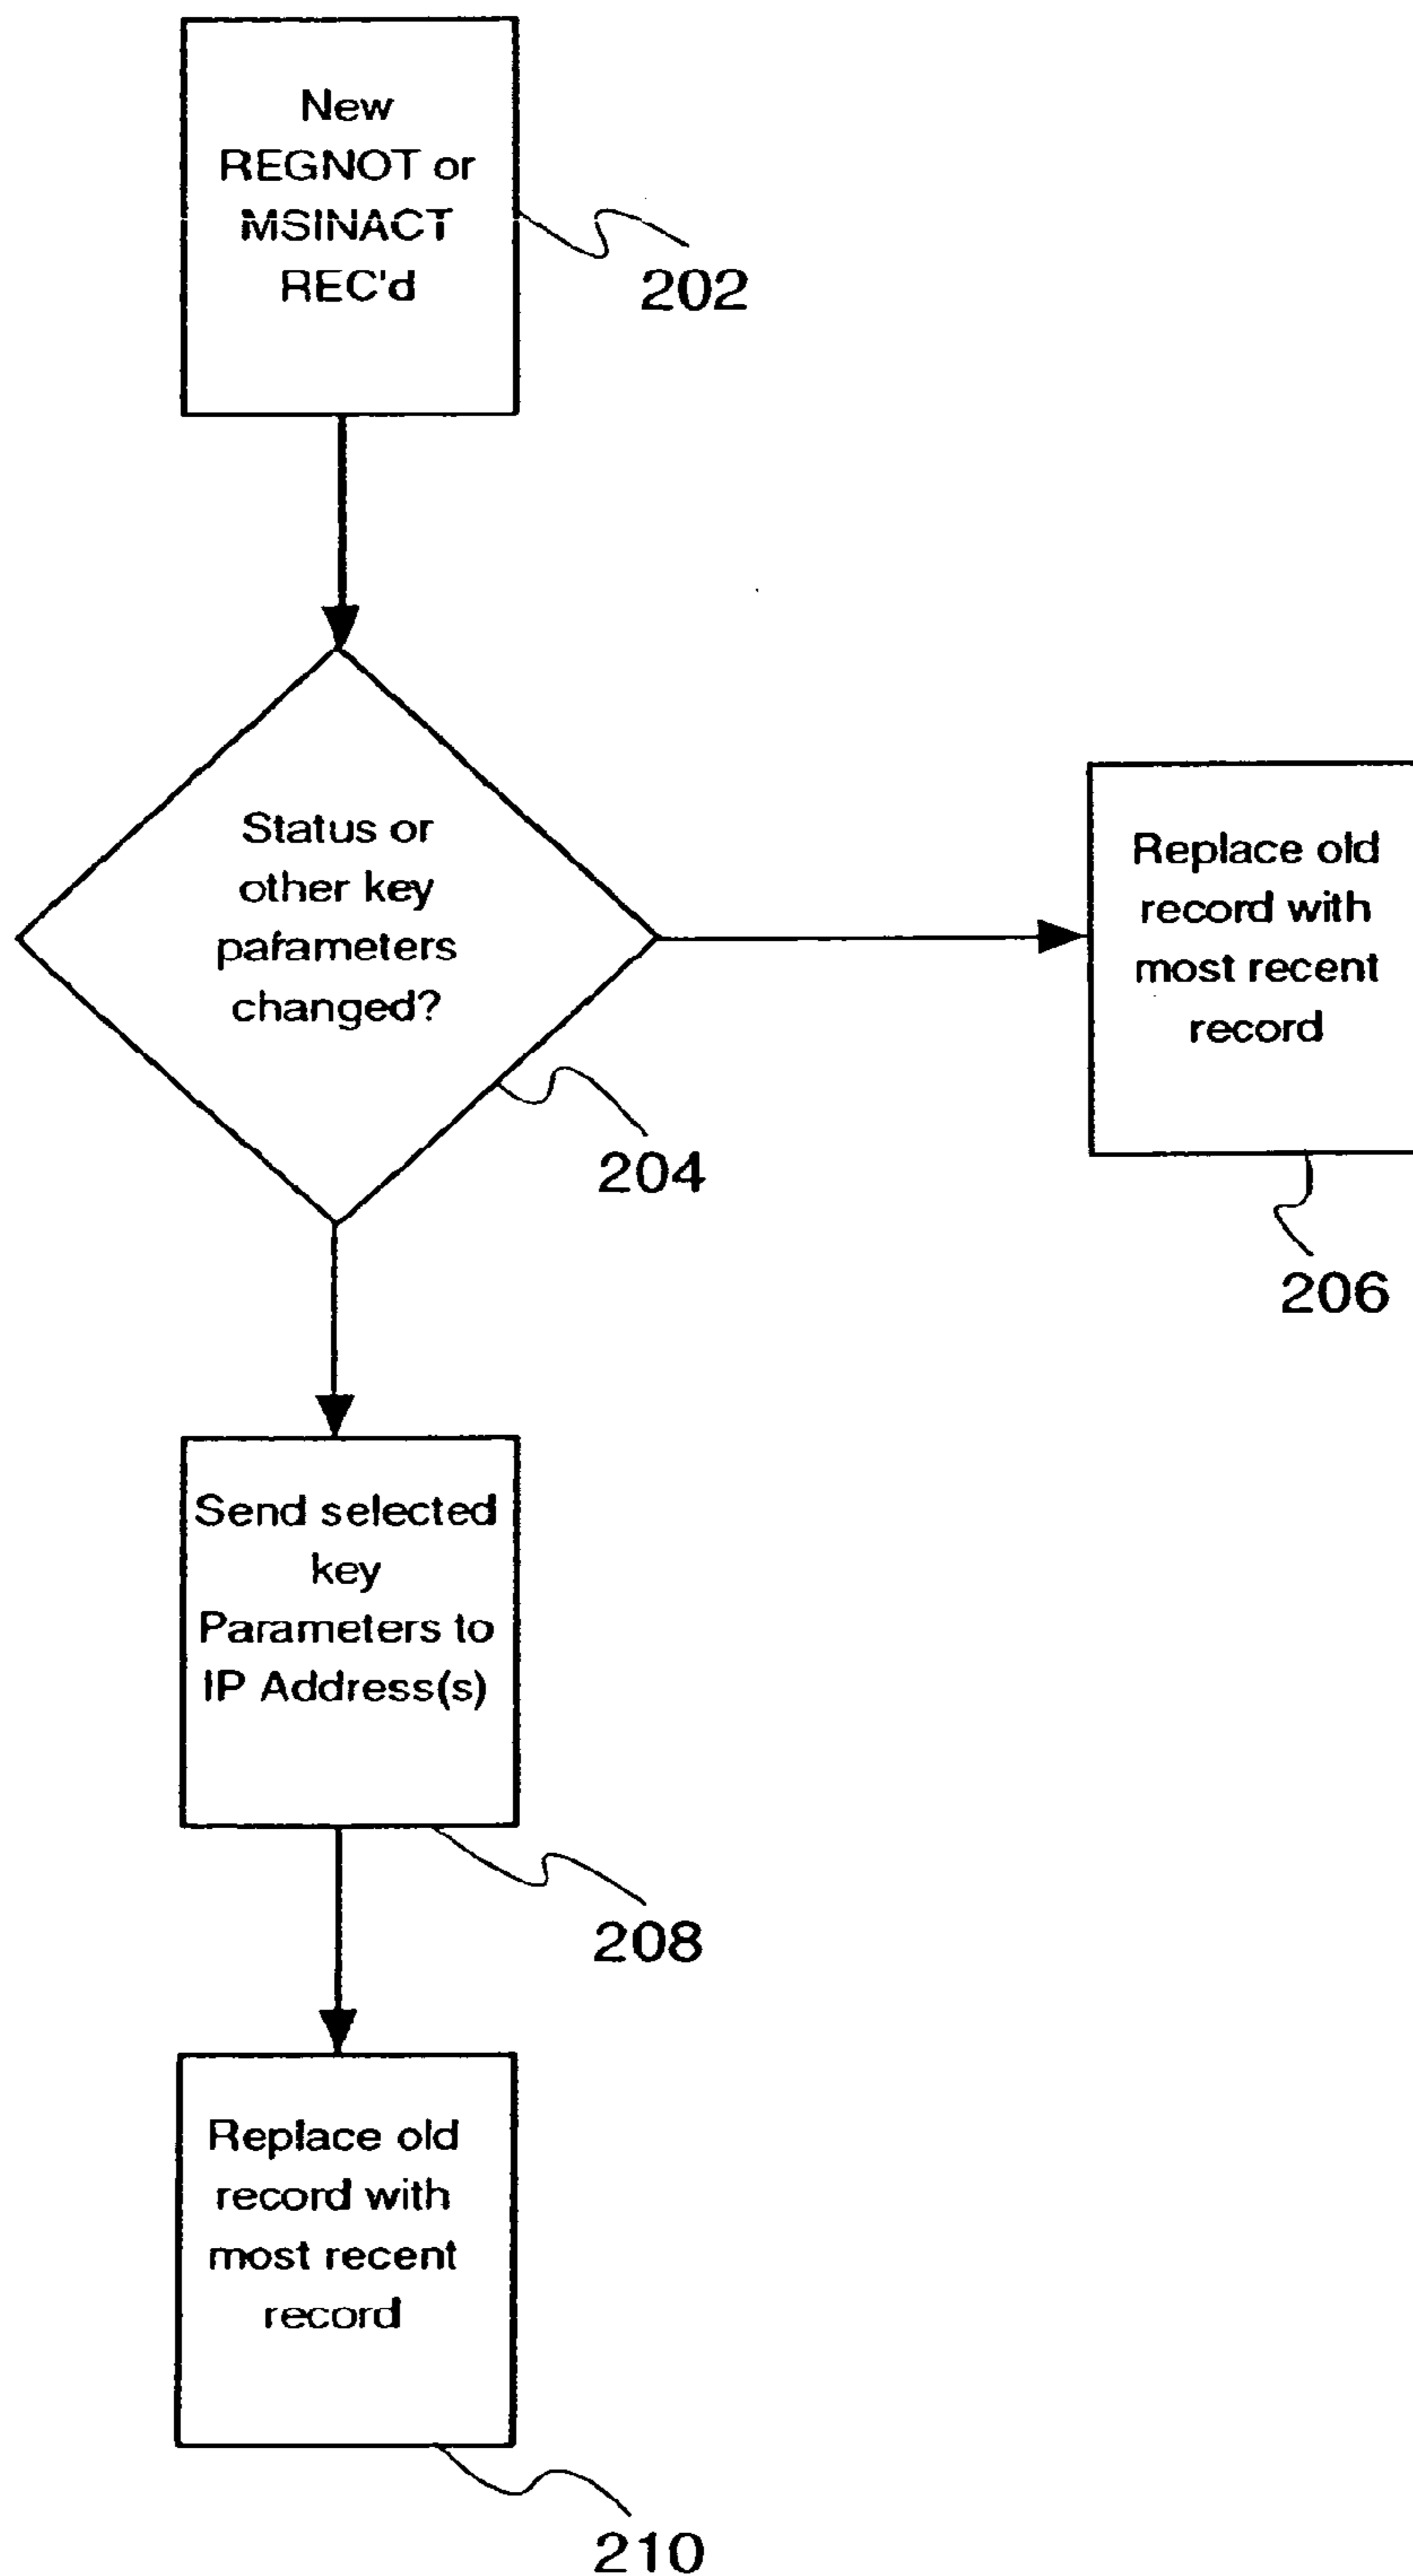 New
REGNOT or
MSINACT
REC'd
202
Status or
other key
pafameters
changed?
204
Replace old
record with
most recent
record
206
Send selected
key
Parameters to
IP Address(s)
208
Replace old
record with
most recent
record
210